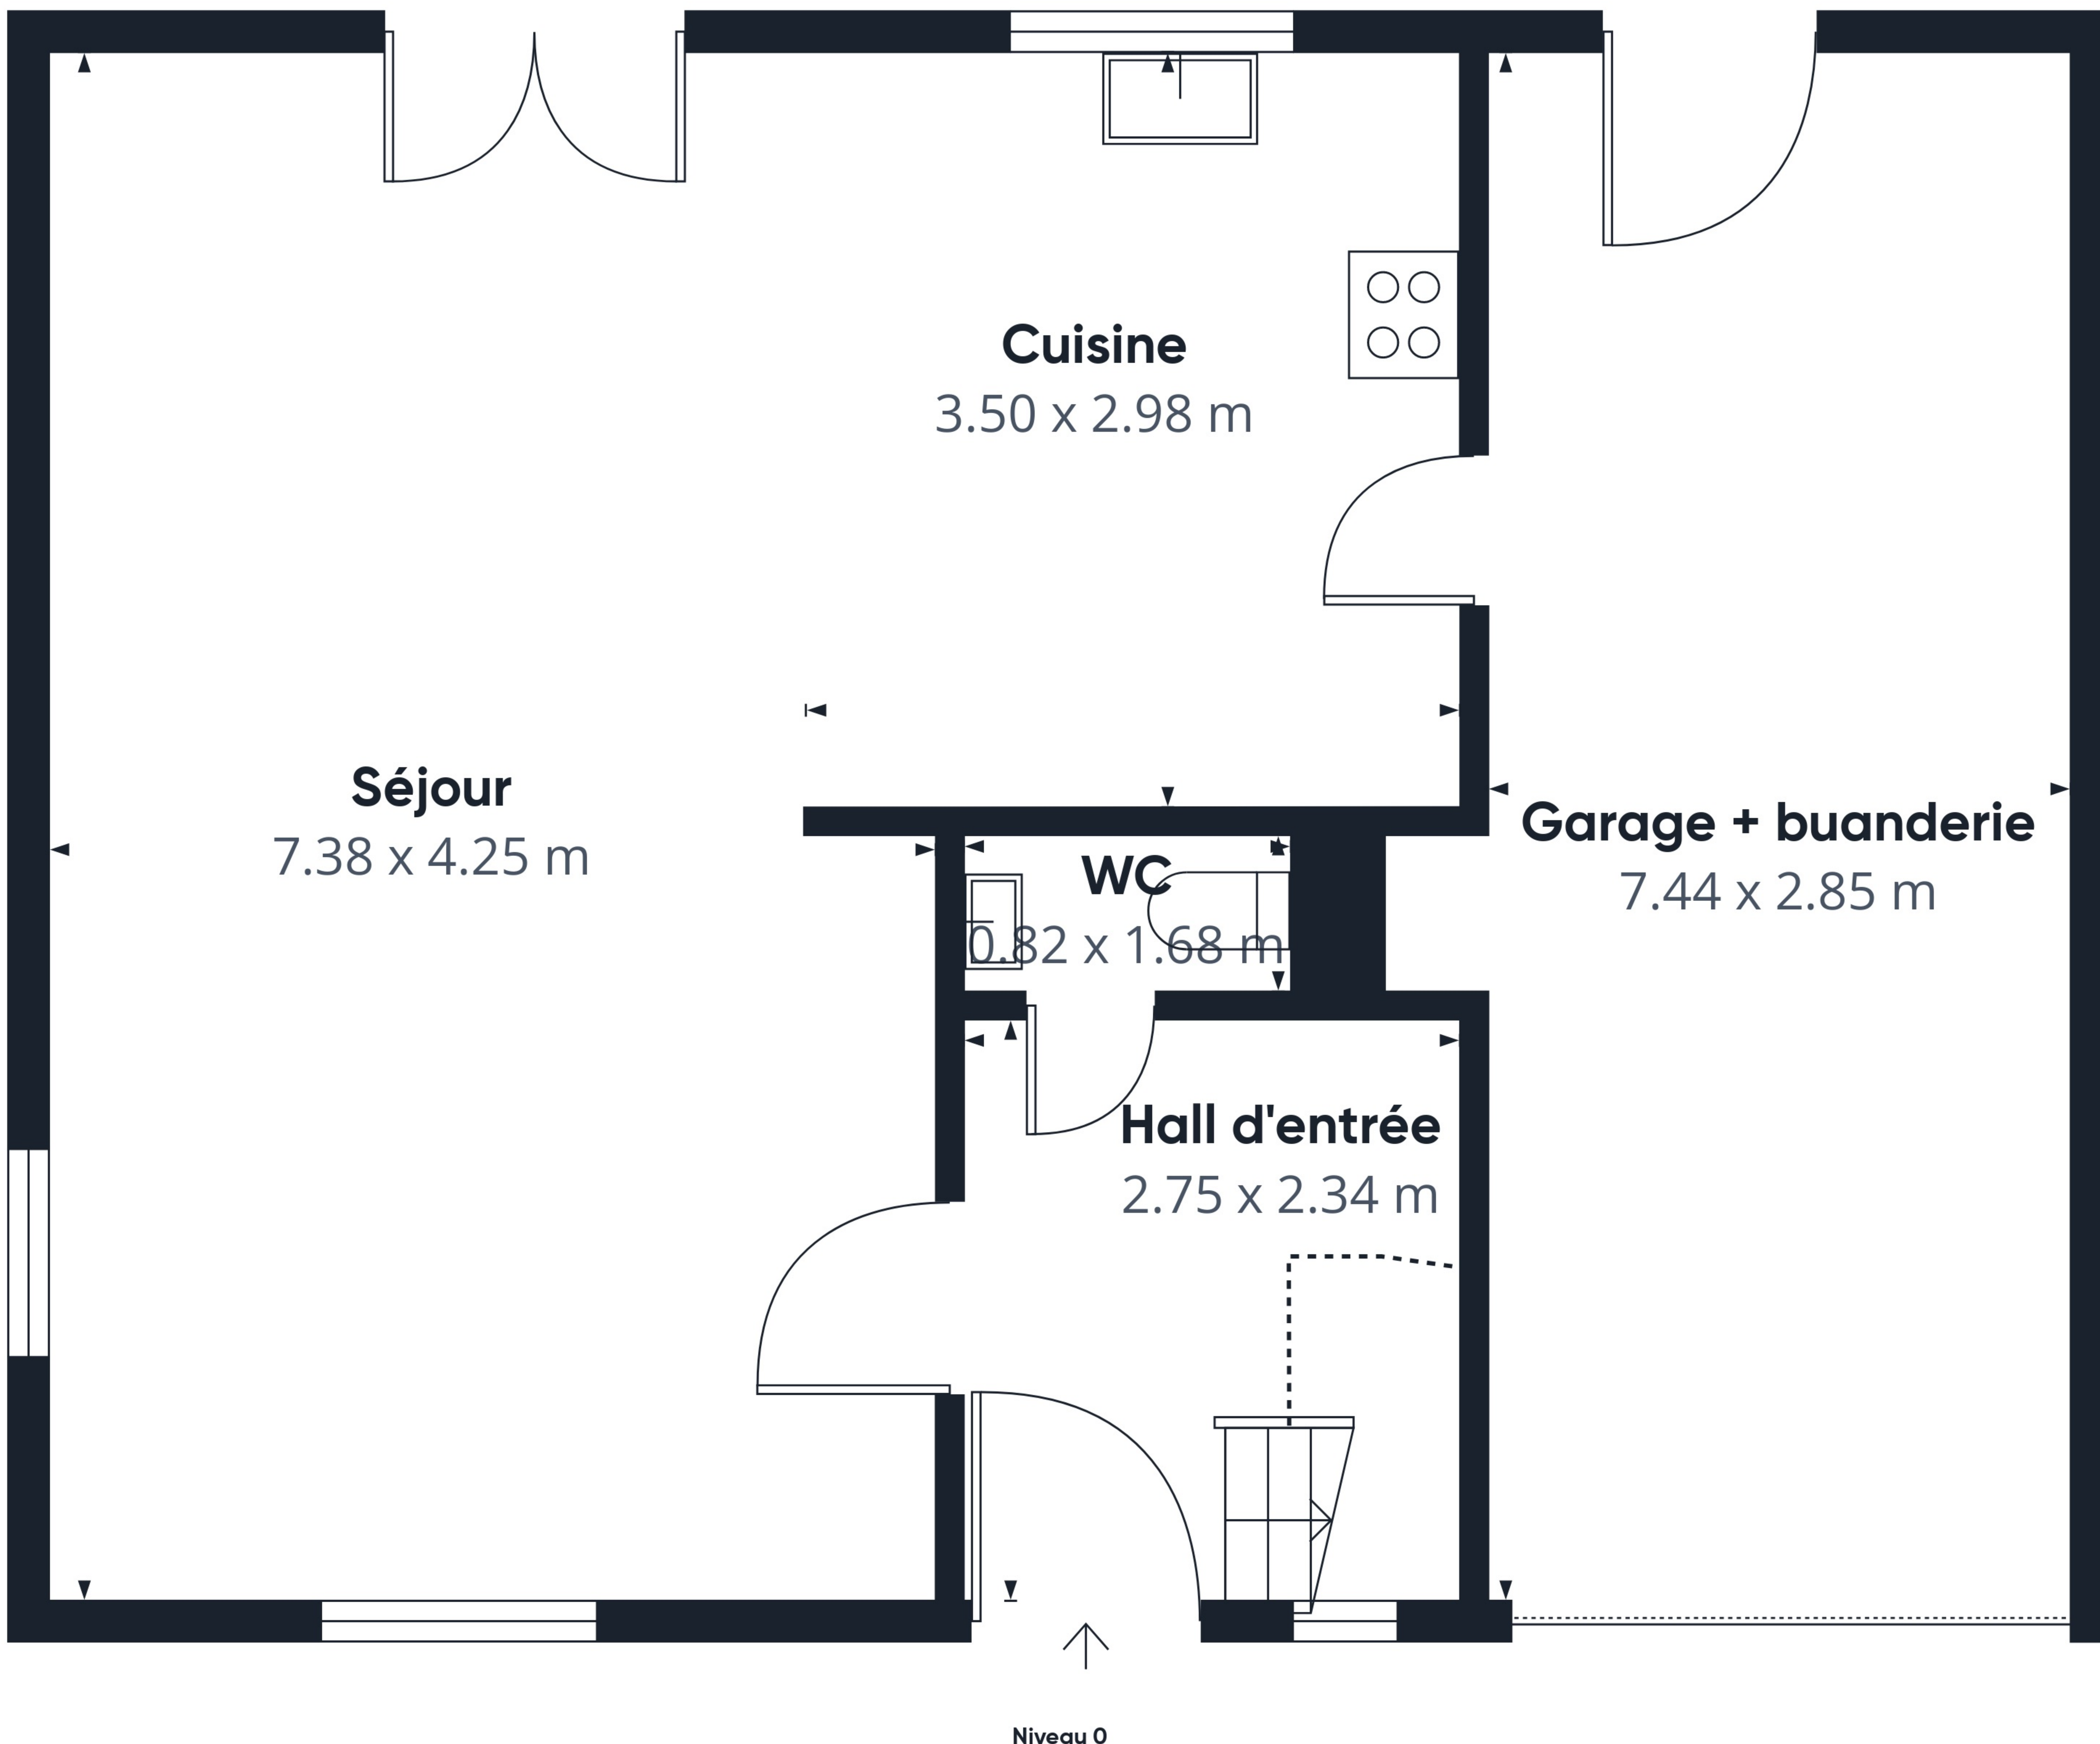 Cuisine
3.50 x 2.98 m
Séjour
7.38 x 4.25 m
Garage + buanderie
7.44 x 2.85 m
WC
0.82 x 1.68 m
Hall d'entrée
2.75 x 2.34 m
Niveau 0